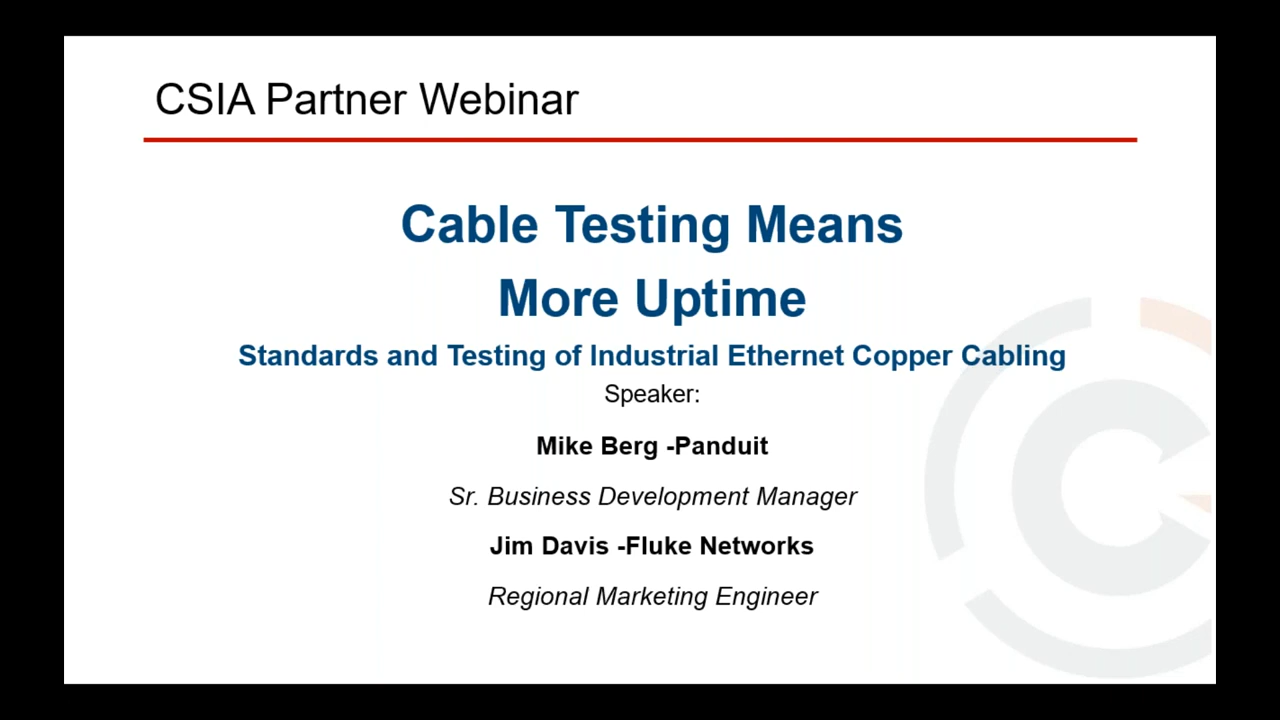 CSIA Partner Webinar
Cable Testing Means
More Uptime
Standards and Testing of Industrial Ethernet Copper Cabling
Speaker:
Mike Berg -Panduit
Sr. Business Development Manager
Jim Davis -Fluke Networks
Regional Marketing Engineer